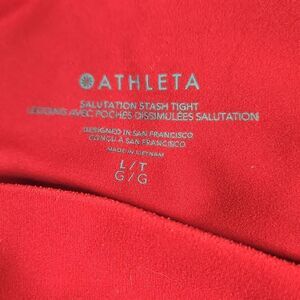 ATHLETA
SALUTATION STASH TIGHT
LEGGINGS AVEC POCHES DISSIMULÉES SALUTATION
DESIGNED IN SAN FRANCISCO
CONÇU À SAN FRANCISCO
MADE IN VIETNAM
L / T
G / G